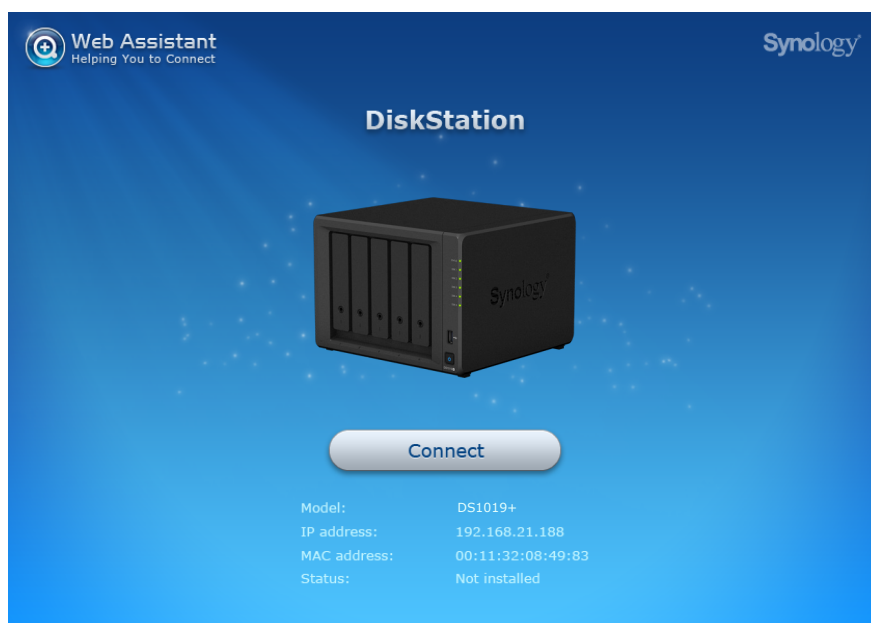 Web Assistant
Helping You to Connect
Synology
DiskStation
Synology
Connect
Model: DS1019+
IP address: 192.168.21.188
MAC address: 00:11:32:08:49:83
Status: Not installed